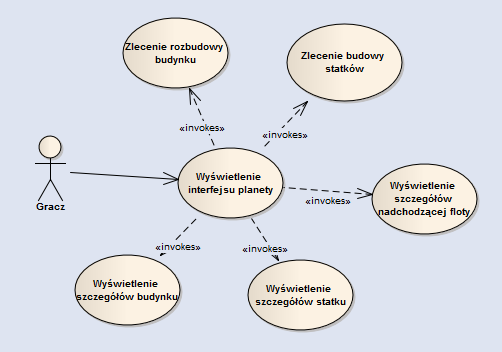 Zlecenie rozbudowy
budynku
Zlecenie budowy
statków
«invokes»
«invokes»
Wyświetlenie
interfejsu planety
Gracz
«invokes»
Wyświetlenie
szczegółów
nadchodzącej floty
«invokes»
«invokes»
Wyświetlenie
szczegółów budynku
Wyświetlenie
szczegółów statku